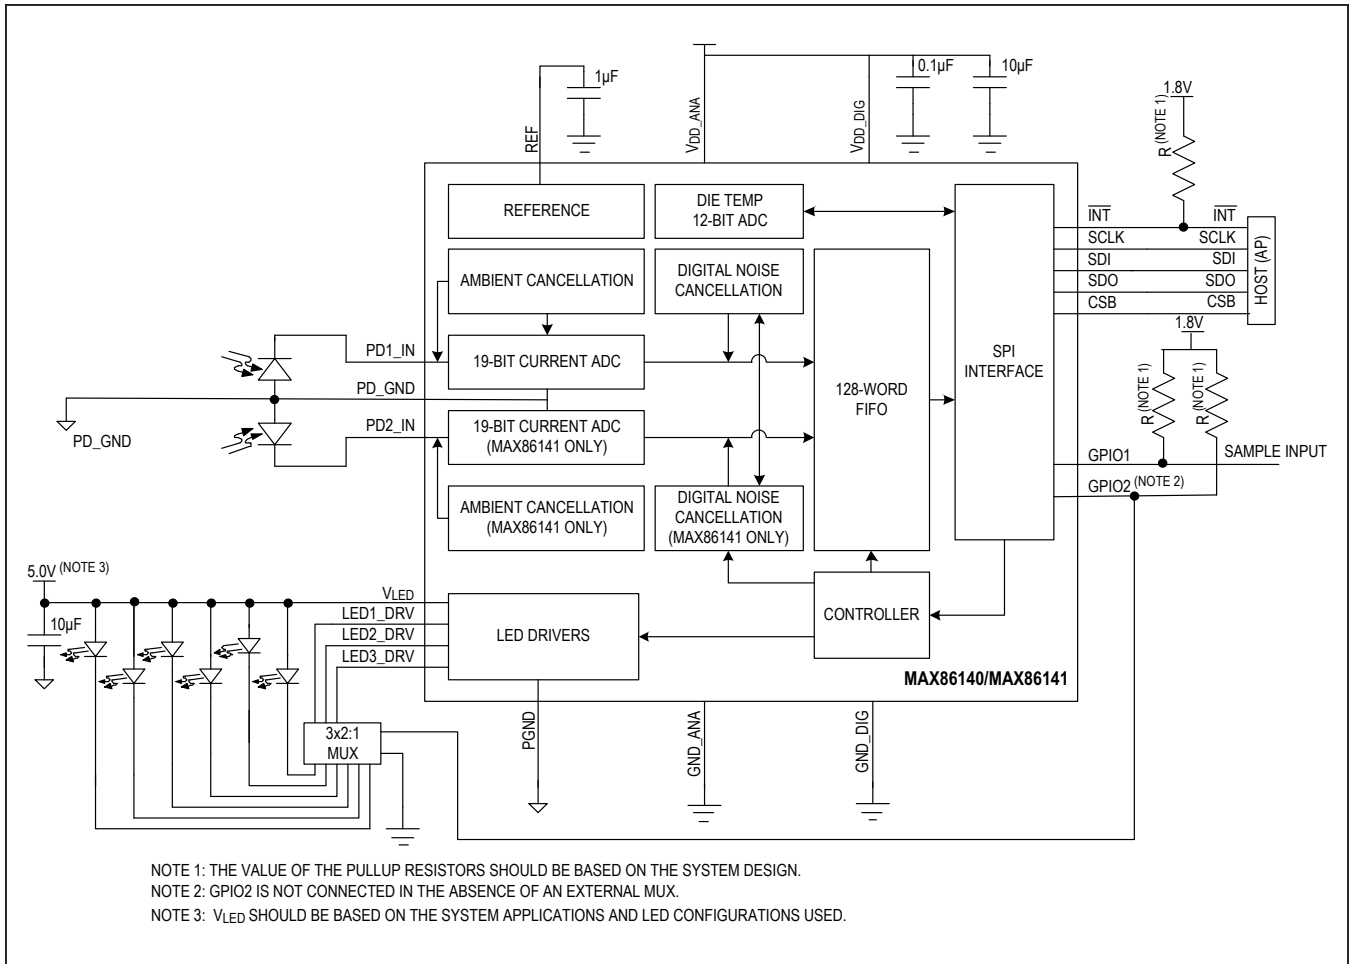 1µF
0.1µF
10µF
1.8V
REF
VDD_ANA
VDD_DIG
R (NOTE 1)
REFERENCE
DIE TEMP
12-BIT ADC
INT
INT
SCLK
SCLK
SDI
SDI
SDO
SDO
CSB
CSB
HOST (AP)
AMBIENT CANCELLATION
DIGITAL NOISE
CANCELLATION
1.8V
PD1_IN
19-BIT CURRENT ADC
128-WORD
FIFO
SPI
INTERFACE
R (NOTE 1)
R (NOTE 1)
PD_GND
PD_GND
PD2_IN
19-BIT CURRENT ADC
(MAX86141 ONLY)
GPIO1
SAMPLE INPUT
GPIO2 (NOTE 2)
AMBIENT CANCELLATION
(MAX86141 ONLY)
DIGITAL NOISE
CANCELLATION
(MAX86141 ONLY)
5.0V (NOTE 3)
10µF
VLED
LED1_DRV
LED2_DRV
LED3_DRV
LED DRIVERS
CONTROLLER
MAX86140/MAX86141
3x2:1
MUX
PGND
GND_ANA
GND_DIG
NOTE 1: THE VALUE OF THE PULLUP RESISTORS SHOULD BE BASED ON THE SYSTEM DESIGN.
NOTE 2: GPIO2 IS NOT CONNECTED IN THE ABSENCE OF AN EXTERNAL MUX.
NOTE 3: VLED SHOULD BE BASED ON THE SYSTEM APPLICATIONS AND LED CONFIGURATIONS USED.